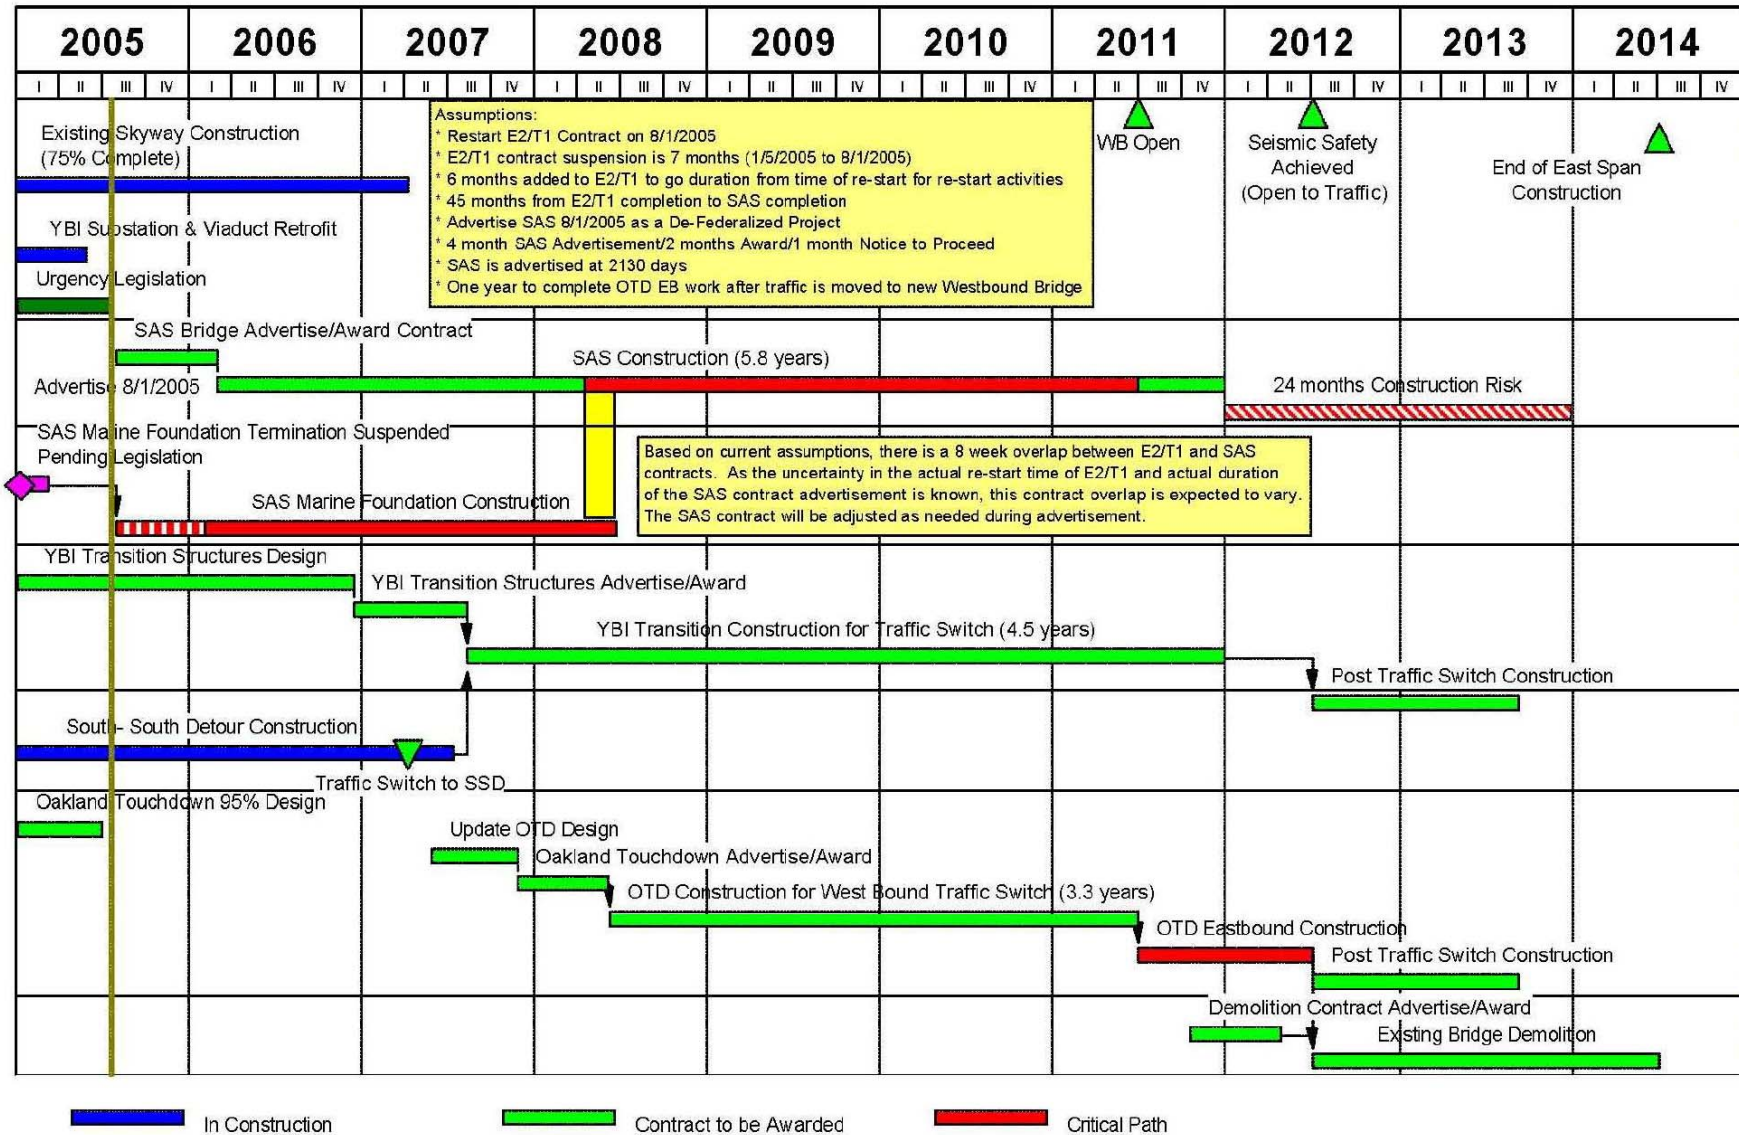 2005 2006 2007 2008 2009 2010 2011 2012 2013 2014
I II III IV I II III IV I II III IV I II III IV I II III IV I II III IV I II III IV I II III IV I II III IV I II III IV
Existing Skyway Construction
(75% Complete)
Assumptions:
* Restart E2/T1 Contract on 8/1/2005
* E2/T1 contract suspension is 7 months (1/5/2005 to 8/1/2005)
* 6 months added to E2/T1 to go duration from time of re-start for re-start activities
* 45 months from E2/T1 completion to SAS completion
* Advertise SAS 8/1/2005 as a De-Federalized Project
* 4 month SAS Advertisement/2 months Award/1 month Notice to Proceed
* SAS is advertised at 2130 days
* One year to complete OTD EB work after traffic is moved to new Westbound Bridge
WB Open
Seismic Safety
Achieved
(Open to Traffic)
End of East Span
Construction
YBI Substation & Viaduct Retrofit
Urgency Legislation
SAS Bridge Advertise/Award Contract
SAS Construction (5.8 years)
Advertise 8/1/2005
24 months Construction Risk
SAS Marine Foundation Termination Suspended
Pending Legislation
Based on current assumptions, there is a 8 week overlap between E2/T1 and SAS
contracts. As the uncertainty in the actual re-start time of E2/T1 and actual duration
of the SAS contract advertisement is known, this contract overlap is expected to vary.
The SAS contract will be adjusted as needed during advertisement.
SAS Marine Foundation Construction
YBI Transition Structures Design
YBI Transition Structures Advertise/Award
YBI Transition Construction for Traffic Switch (4.5 years)
Post Traffic Switch Construction
South- South Detour Construction
Traffic Switch to SSD
Oakland Touchdown 95% Design
Update OTD Design
Oakland Touchdown Advertise/Award
OTD Construction for West Bound Traffic Switch (3.3 years)
OTD Eastbound Construction
Post Traffic Switch Construction
Demolition Contract Advertise/Award
Existing Bridge Demolition
In Construction
Contract to be Awarded
Critical Path